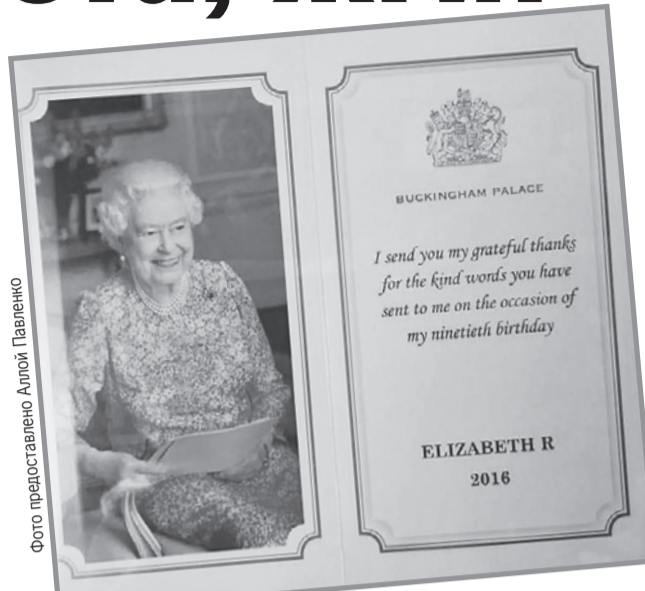 Фото предоставлено Аллой Павленко
BUCKINGHAM PALACE
I send you my grateful thanks
for the kind words you have
sent to me on the occasion of
my ninetieth birthday
ELIZABETH R
2016